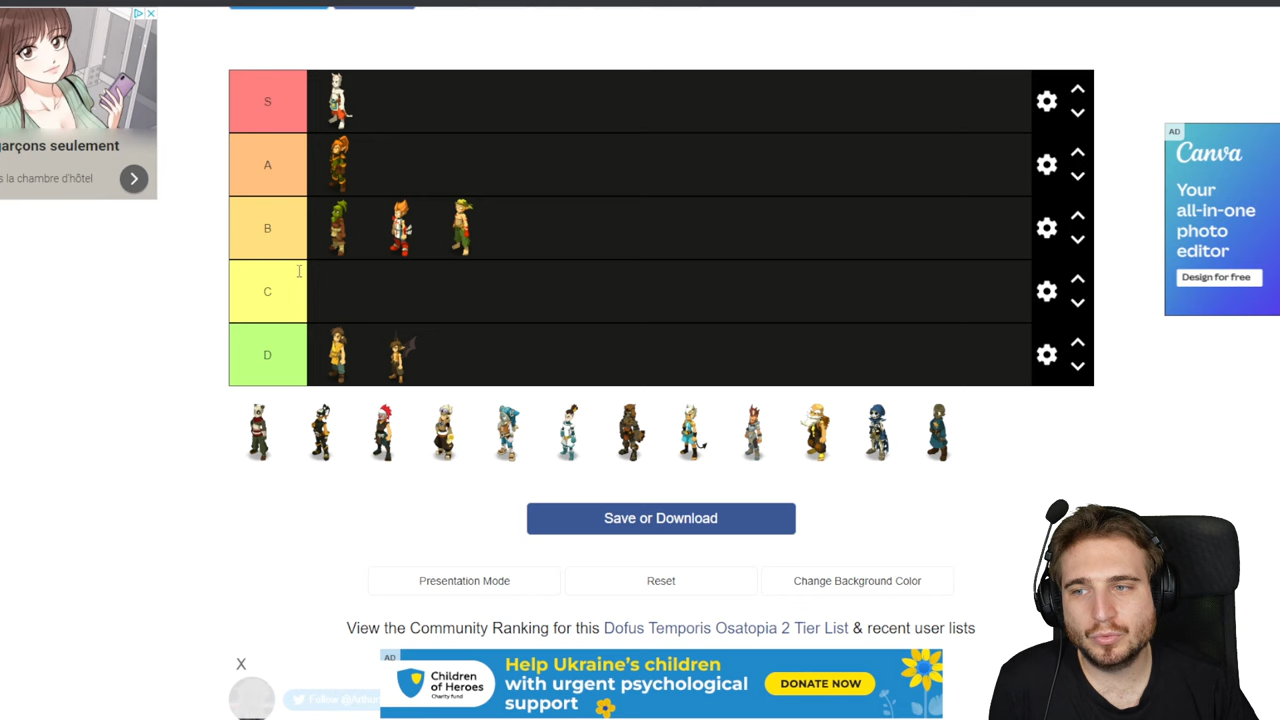 garçons seulement
s la chambre d'hôtel
S
A
B
C
D
AD
Canva
Your
all-in-one
photo
editor
Design for free
Save or Download
Presentation Mode
Reset
Change Background Color
View the Community Ranking for this Dofus Temporis Osatopia 2 Tier List & recent user lists
X
Follow @Arthur
AD
Children
of Heroes
Charity fund
Help Ukraine's children
with urgent psychological
support
DONATE NOW